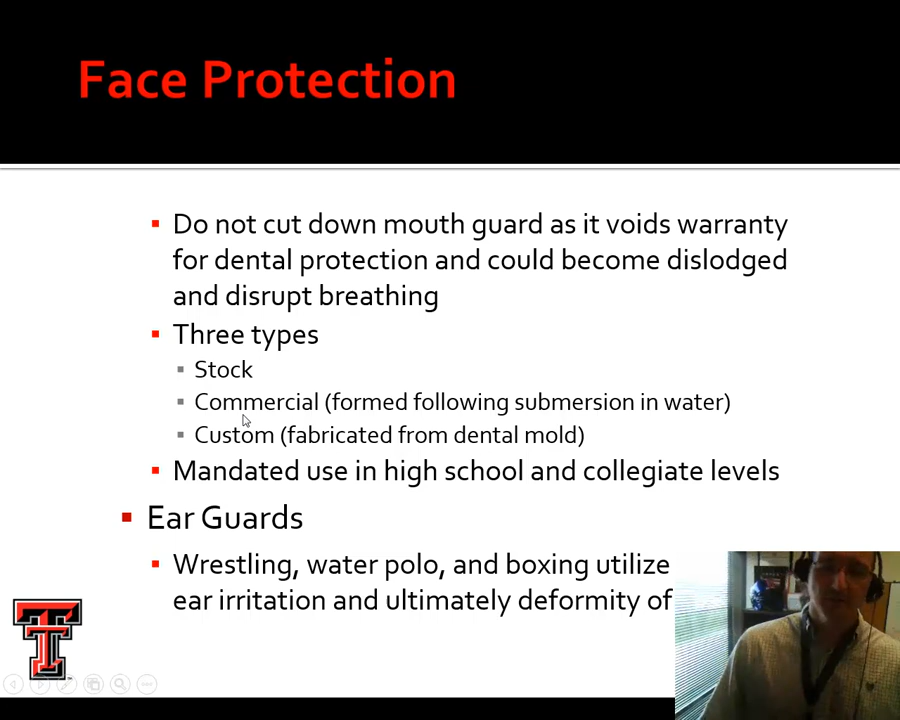 Face Protection
Do not cut down mouth guard as it voids warranty
for dental protection and could become dislodged
and disrupt breathing
Three types
Stock
Commercial (formed following submersion in water)
Custom (fabricated from dental mold)
Mandated use in high school and collegiate levels
Ear Guards
Wrestling, water polo, and boxing utilize
ear irritation and ultimately deformity of